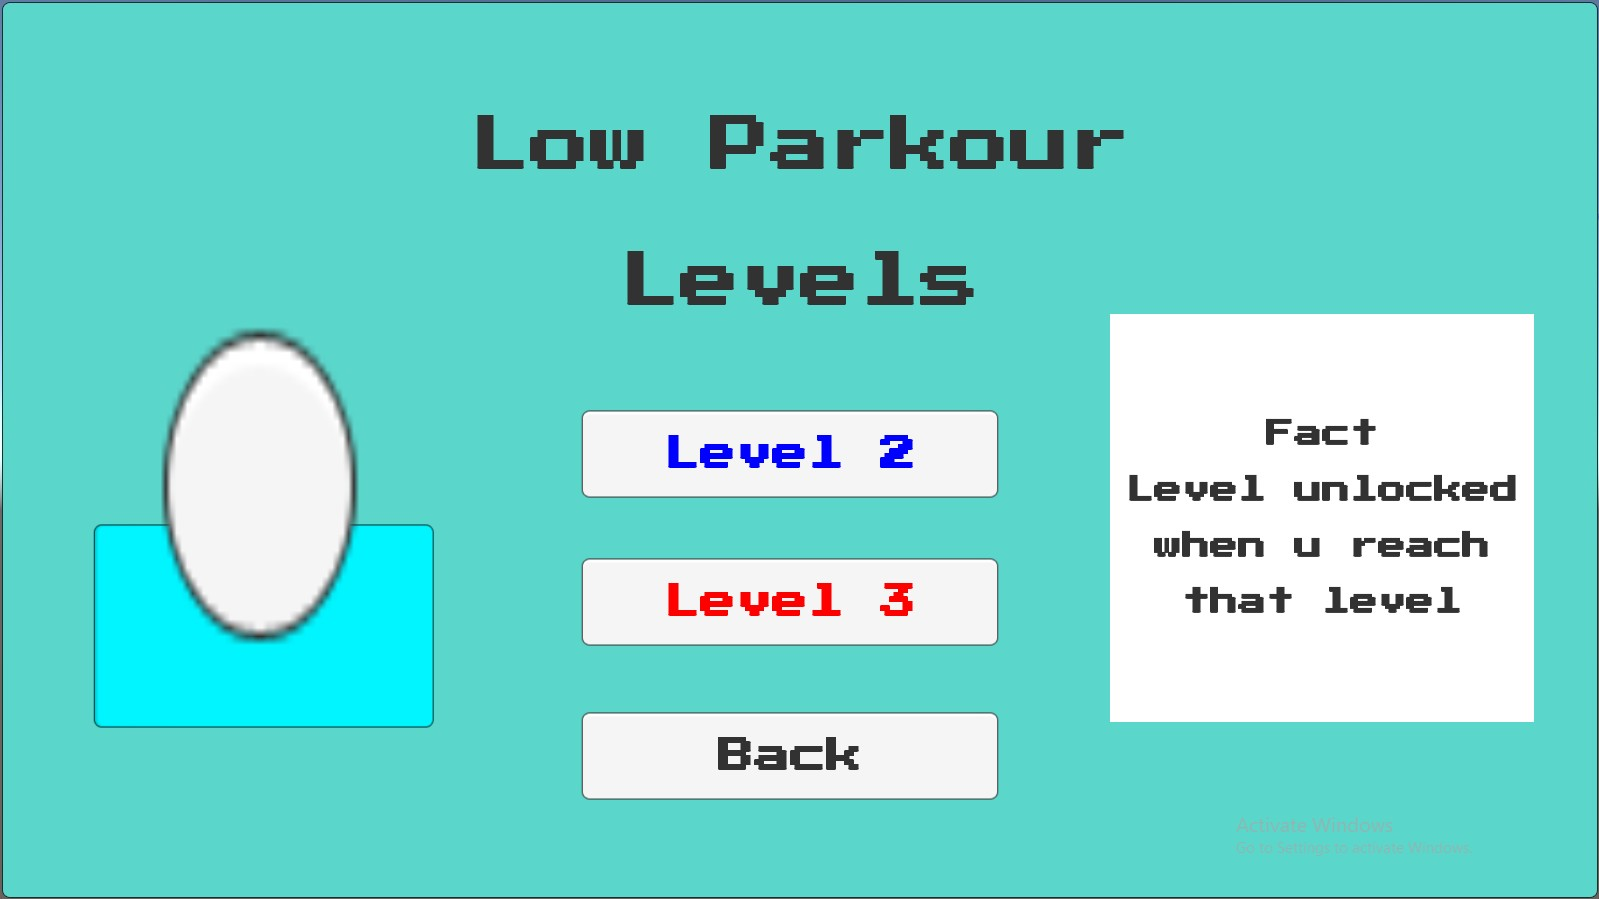 Low Parkour
Levels
Level 2
Level 3
Back
Fact
Level unlocked
when u reach
that level
Activate Windows
Go to Settings to activate Windows.